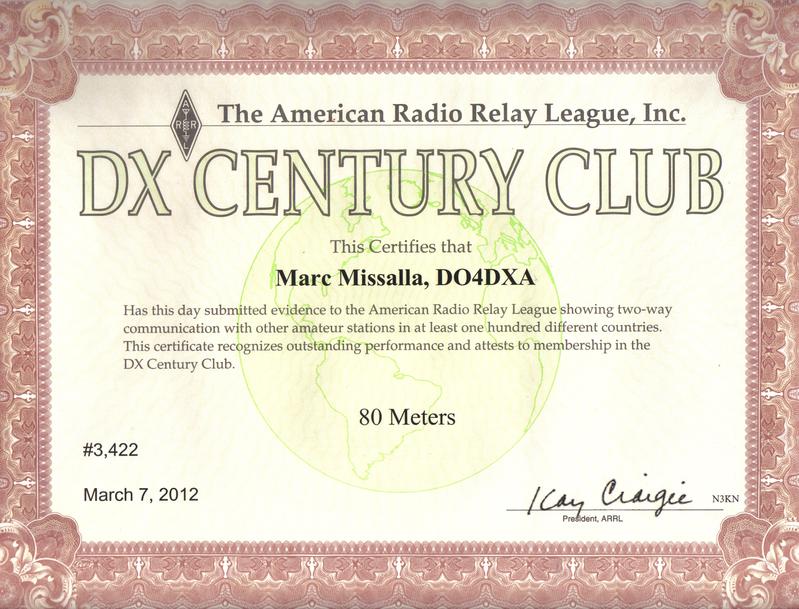 The American Radio Relay League, Inc.
A
R R
L
DX CENTURY CLUB
This Certifies that
Marc Missalla, DO4DXA
Has this day submitted evidence to the American Radio Relay League showing two-way
communication with other amateur stations in at least one hundred different countries.
This certificate recognizes outstanding performance and attests to membership in the
DX Century Club.
80 Meters
#3,422
March 7, 2012
Kay Craigie N3KN
President, ARRL